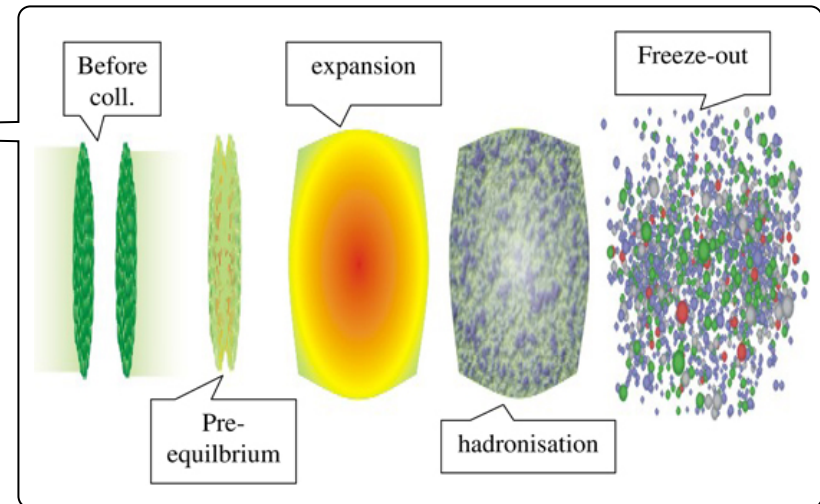 Before
coll.
Pre-
equilbrium
expansion
hadronisation
Freeze-out